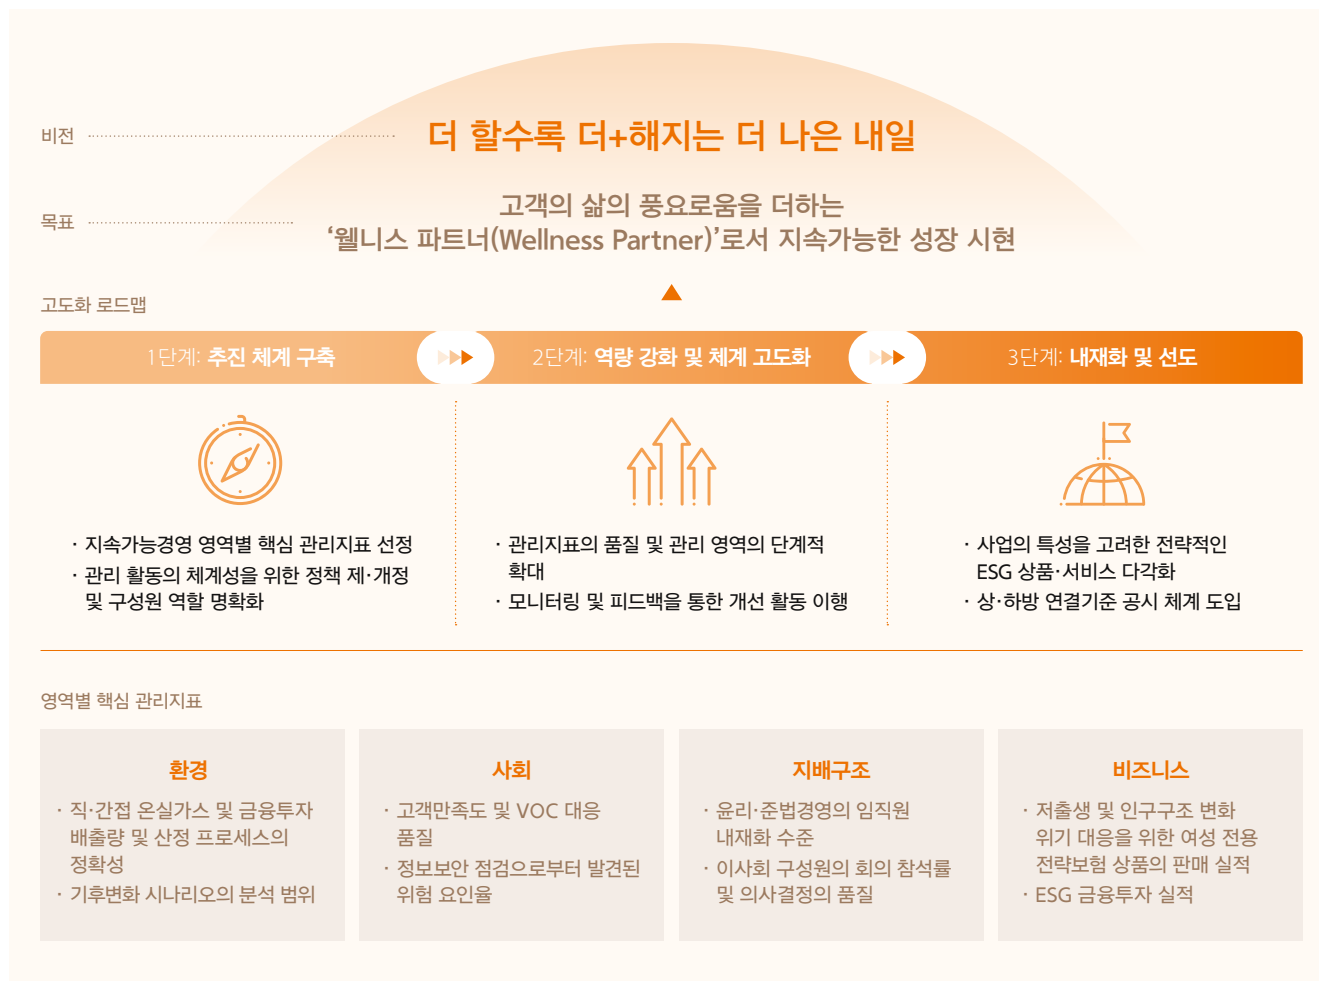 비전
더 할수록 더+해지는 더 나은 내일
목표
고객의 삶의 풍요로움을 더하는
‘웰니스 파트너(Wellness Partner)’로서 지속가능한 성장 시현
고도화 로드맵
1단계: 추진 체계 구축
2단계: 역량 강화 및 체계 고도화
3단계: 내재화 및 선도
· 지속가능경영 영역별 핵심 관리지표 선정
· 관리 활동의 체계성을 위한 정책 제·개정
및 구성원 역할 명확화
· 관리지표의 품질 및 관리 영역의 단계적
확대
· 모니터링 및 피드백을 통한 개선 활동 이행
· 사업의 특성을 고려한 전략적인
ESG 상품·서비스 다각화
· 상·하방 연결기준 공시 체계 도입
영역별 핵심 관리지표
환경
· 직·간접 온실가스 및 금융투자
배출량 및 산정 프로세스의
정확성
· 기후변화 시나리오의 분석 범위
사회
· 고객만족도 및 VOC 대응
품질
· 정보보안 점검으로부터 발견된
위험 요인율
지배구조
· 윤리·준법경영의 임직원
내재화 수준
· 이사회 구성원의 회의 참석률
및 의사결정의 품질
비즈니스
· 저출생 및 인구구조 변화
위기 대응을 위한 여성 전용
전략보험 상품의 판매 실적
· ESG 금융투자 실적